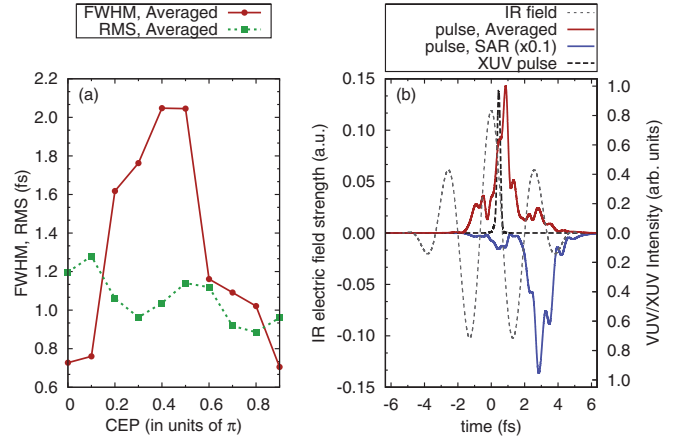 FWHM, Averaged
RMS, Averaged
IR field
pulse, Averaged
pulse, SAR (x0.1)
XUV pulse
(a)
FWHM, RMS (fs)
2.2
2.0
1.8
1.6
1.4
1.2
1.0
0.8
0.6
0 0.2 0.4 0.6 0.8
CEP (in units of π)
(b)
IR electric field strength (a.u.)
0.15
0.10
0.05
0.00
-0.05
-0.10
-0.15
-6 -4 -2 0 2 4 6
time (fs)
1.0
0.8
0.6
0.4
0.2
0.0
0.2
0.4
0.6
0.8
1.0
VUV/XUV Intensity (arb. units)